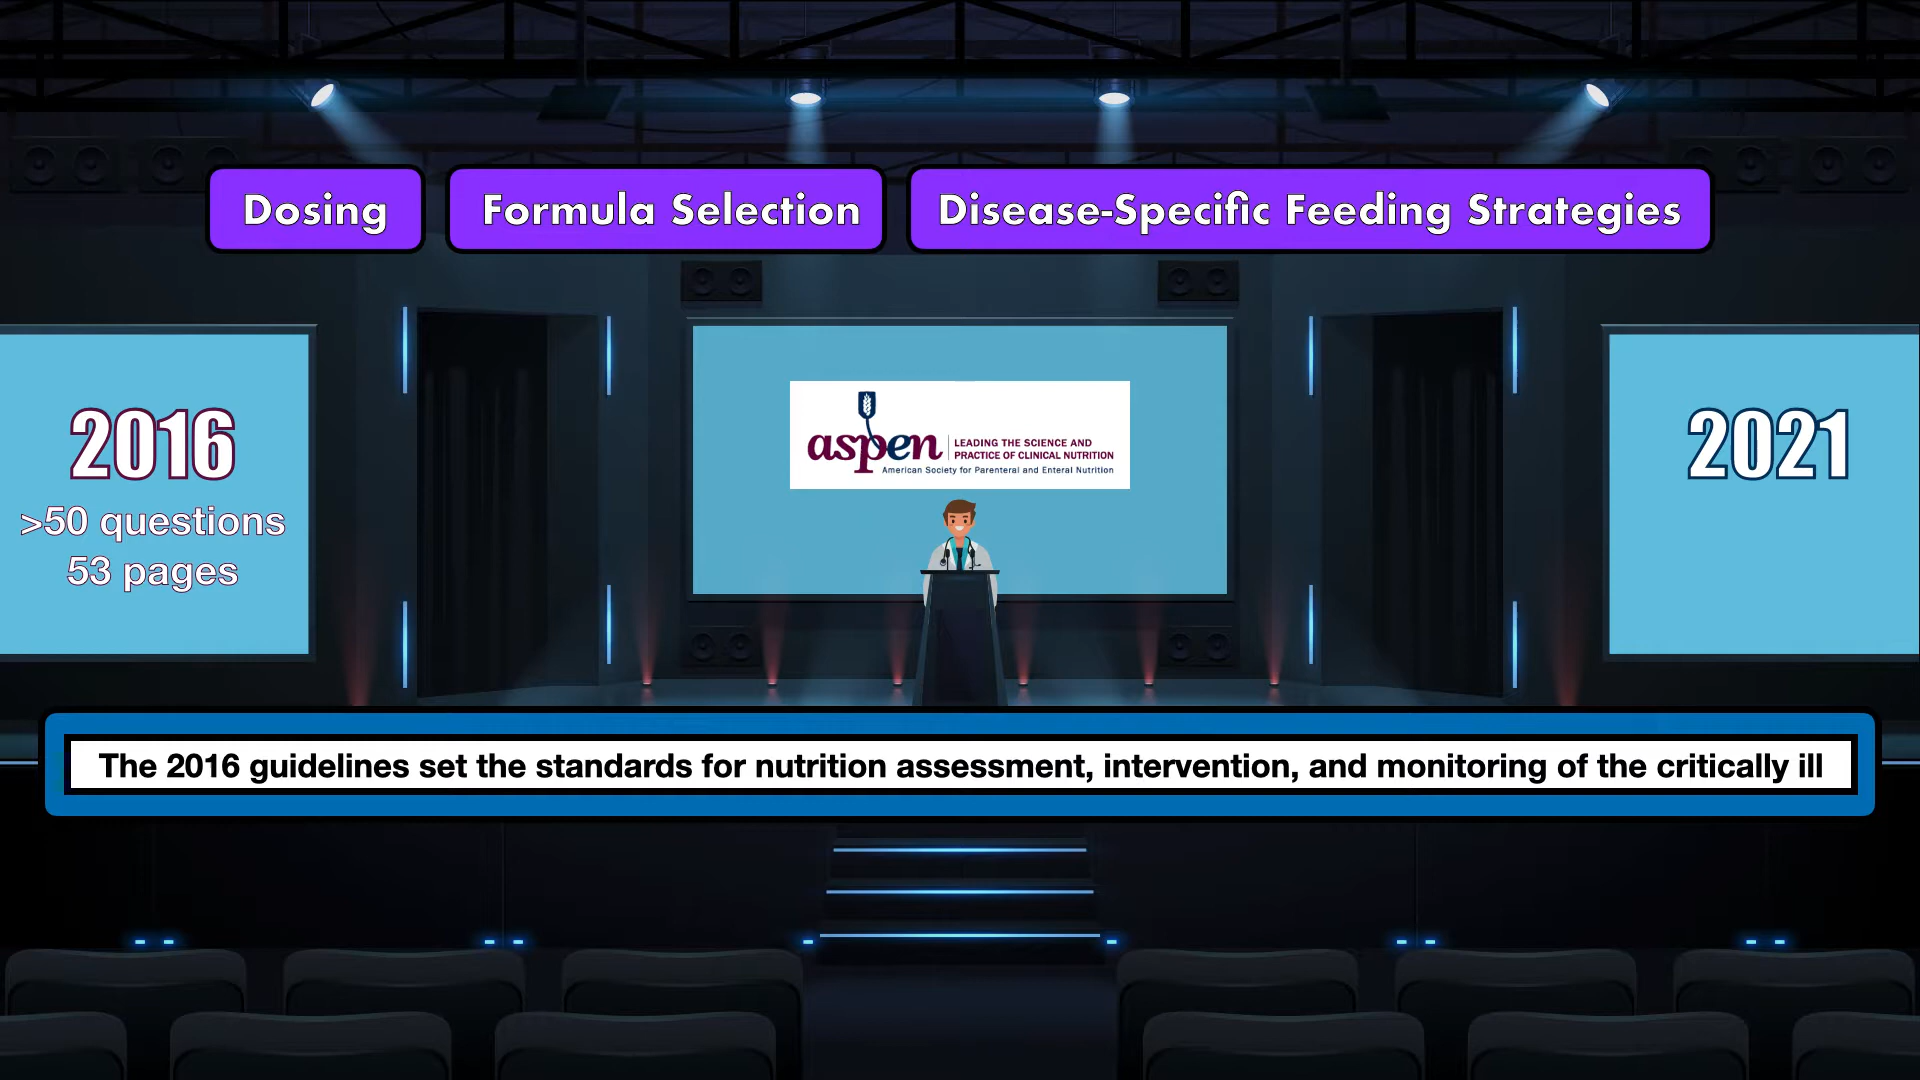 Dosing
Formula Selection
Disease-Specific Feeding Strategies
2016
>50 questions
53 pages
aspen
LEADING THE SCIENCE AND
PRACTICE OF CLINICAL NUTRITION
American Society for Parenteral and Enteral Nutrition
2021
The 2016 guidelines set the standards for nutrition assessment, intervention, and monitoring of the critically ill